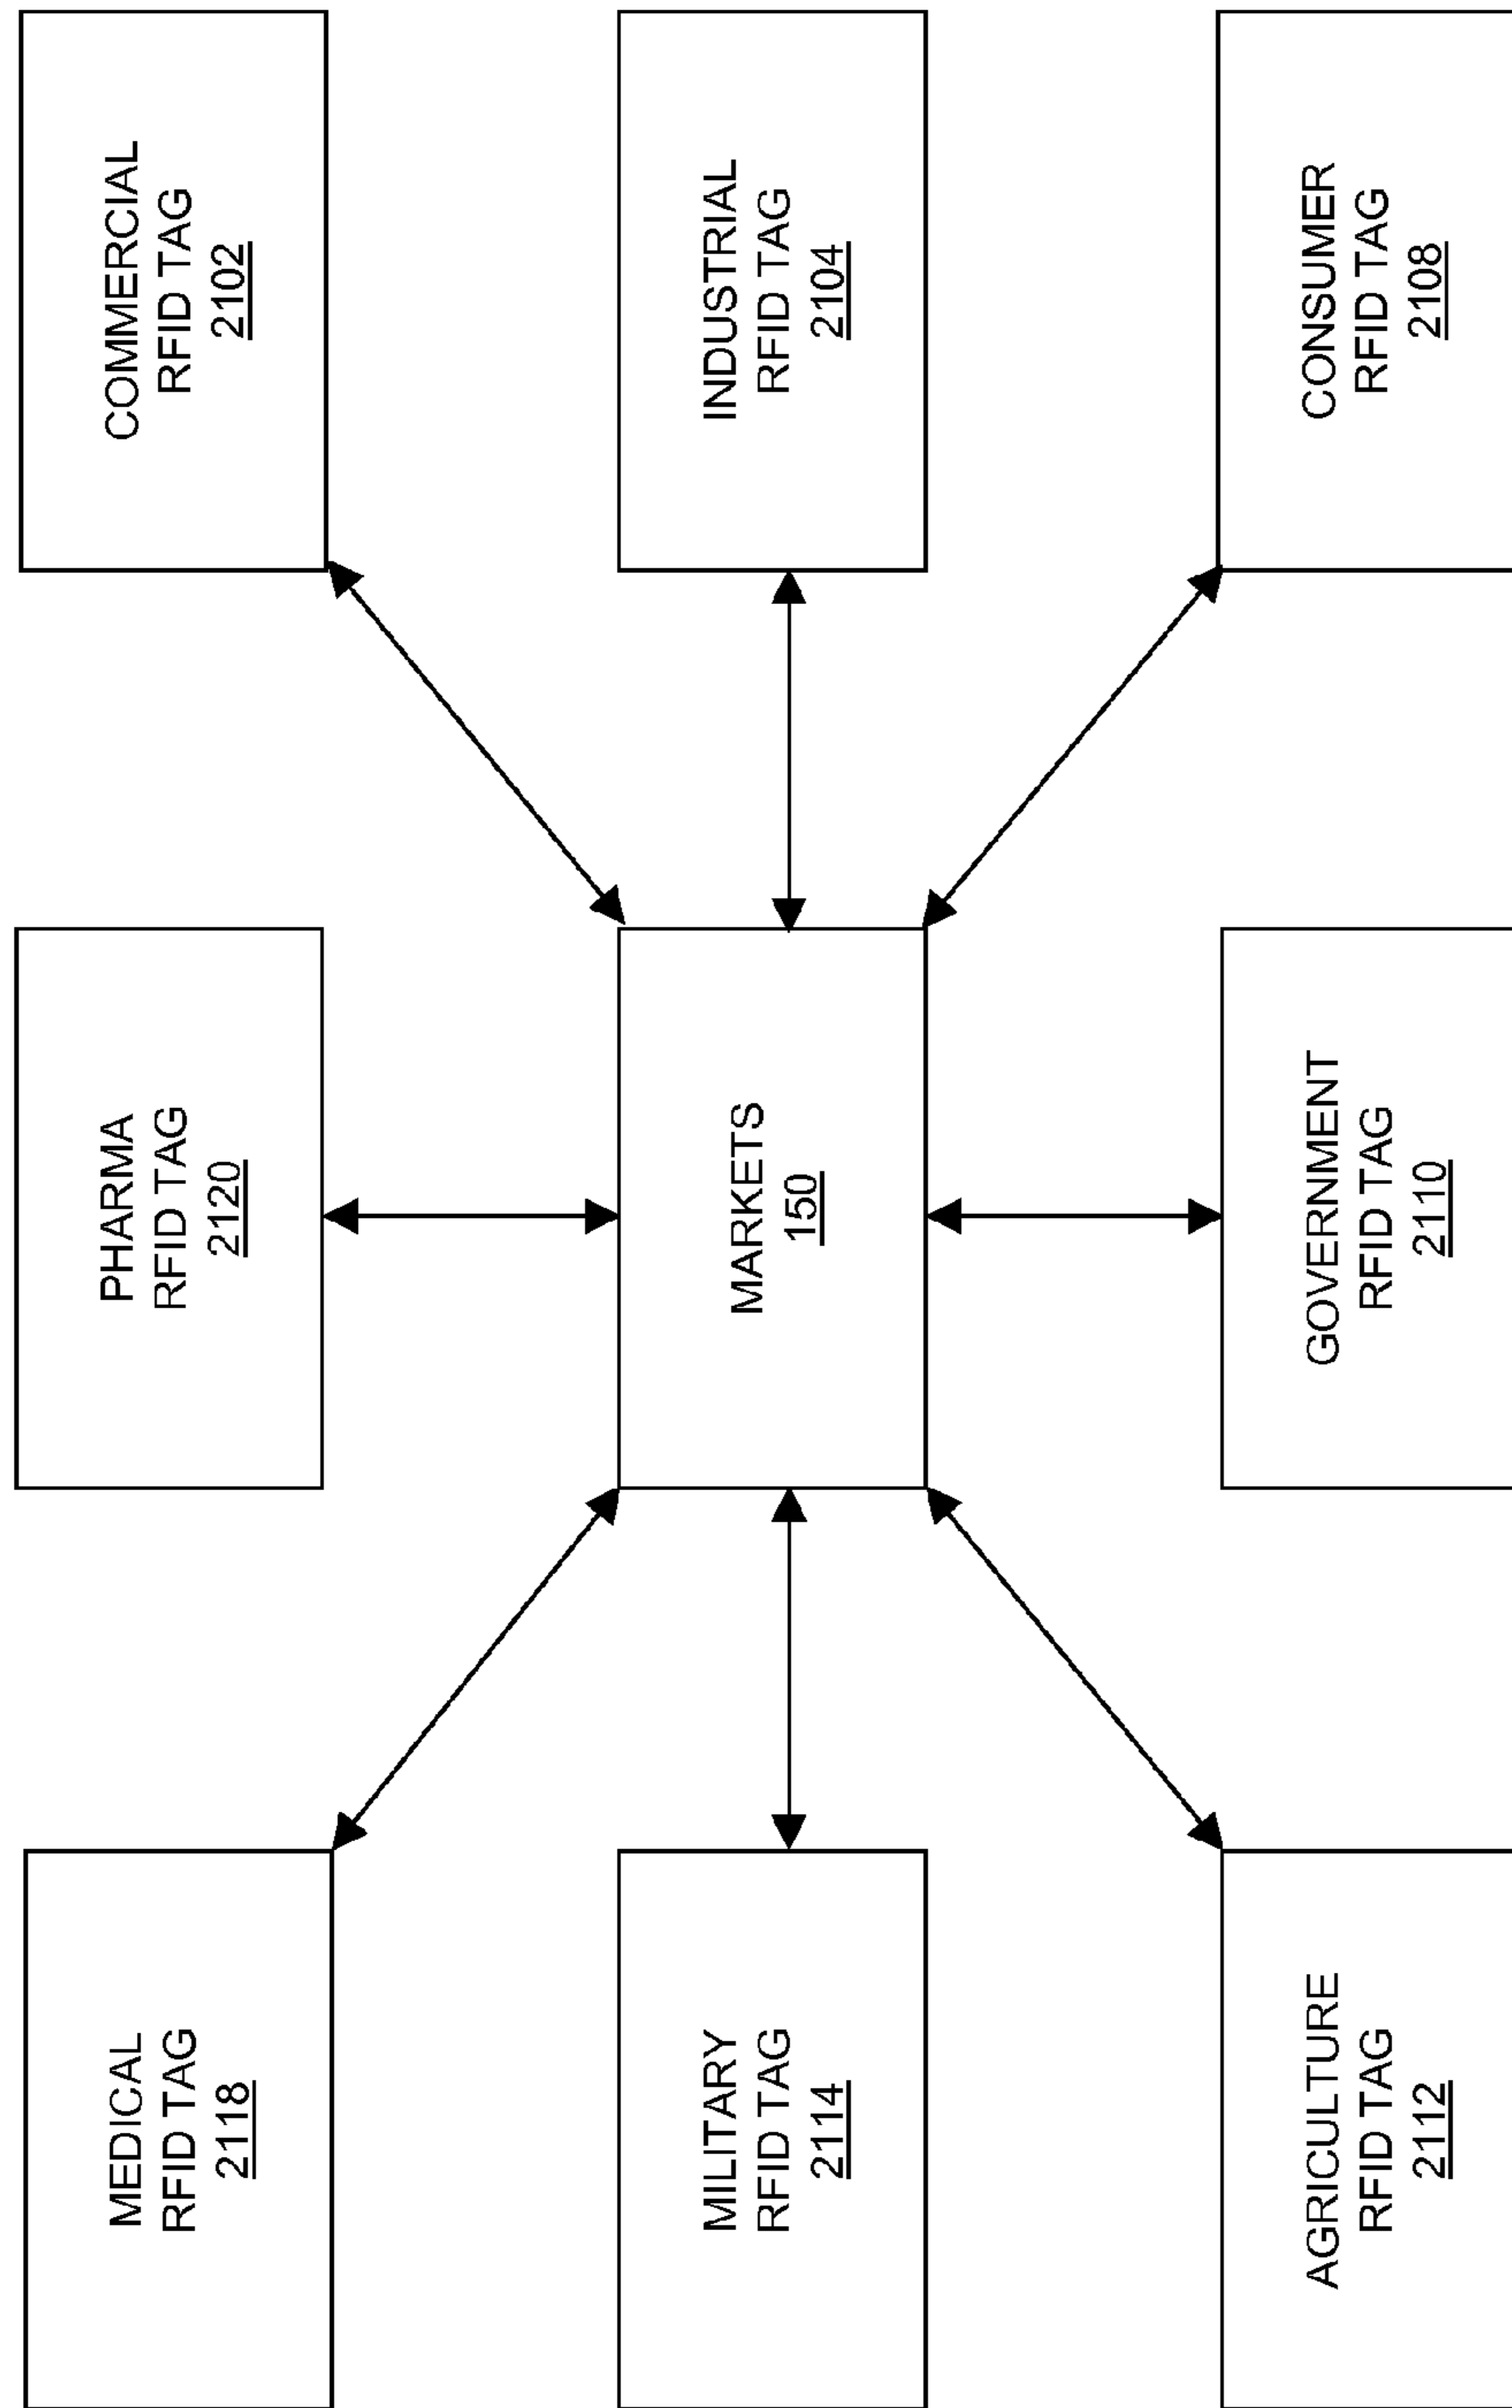 MEDICAL
RFID TAG
2118
PHARMA
RFID TAG
2120
COMMERCIAL
RFID TAG
2102
MILITARY
RFID TAG
2114
MARKETS
150
INDUSTRIAL
RFID TAG
2104
AGRICULTURE
RFID TAG
2112
GOVERNMENT
RFID TAG
2110
CONSUMER
RFID TAG
2108